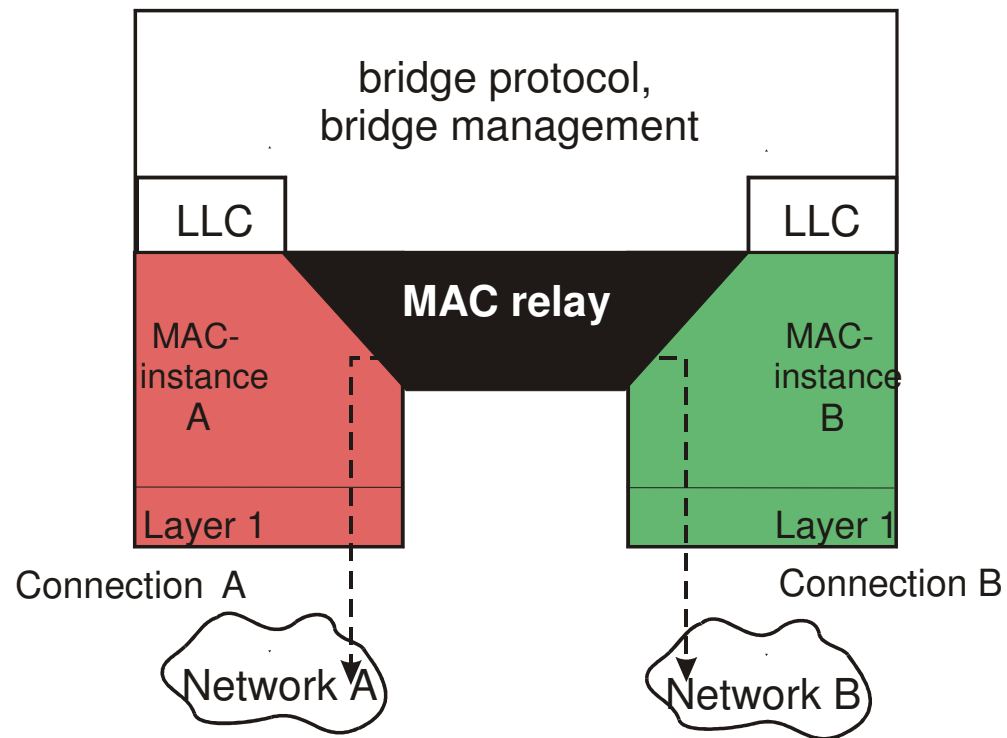 bridge protocol,
bridge management
LLC
LLC
MAC relay
MAC-
instance
A
MAC-
instance
B
Layer 1
Layer 1
Connection A
Connection B
Network A
Network B